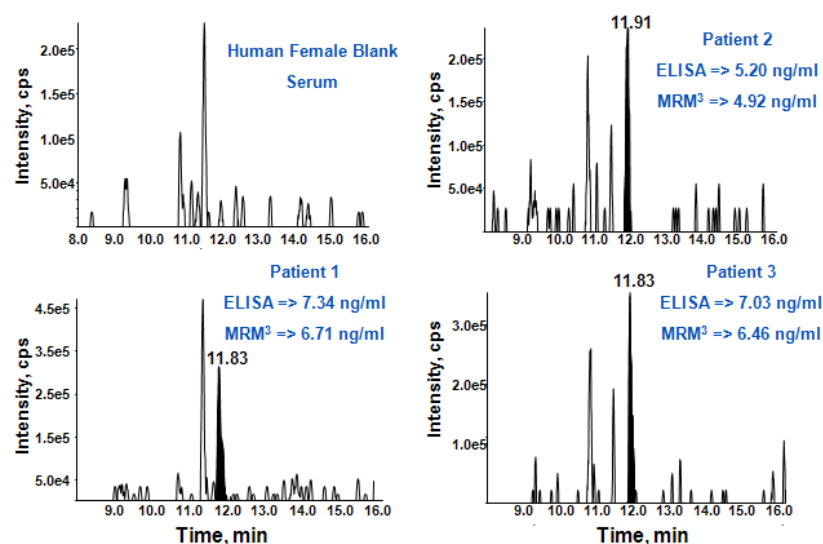 Human Female Blank
Serum
Intensity, cps
2.0e5
1.5e5
1.0e5
5.0e4
8.0 9.0 10.0 11.0 12.0 13.0 14.0 15.0 16.0
11.91
Patient 2
ELISA => 5.20 ng/ml
MRM³ => 4.92 ng/ml
Intensity, cps
2.0e5
1.5e5
1.0e5
5.0e4
9.0 10.0 11.0 12.0 13.0 14.0 15.0 16.0
Patient 1
ELISA => 7.34 ng/ml
MRM³ => 6.71 ng/ml
11.83
Intensity, cps
4.5e5
3.5e5
2.5e5
1.5e5
5.0e4
9.0 10.0 11.0 12.0 13.0 14.0 15.0 16.0
Time, min
Patient 3
11.83
ELISA => 7.03 ng/ml
MRM³ => 6.46 ng/ml
Intensity, cps
3.0e5
2.0e5
1.0e5
9.0 10.0 11.0 12.0 13.0 14.0 15.0 16.0
Time, min